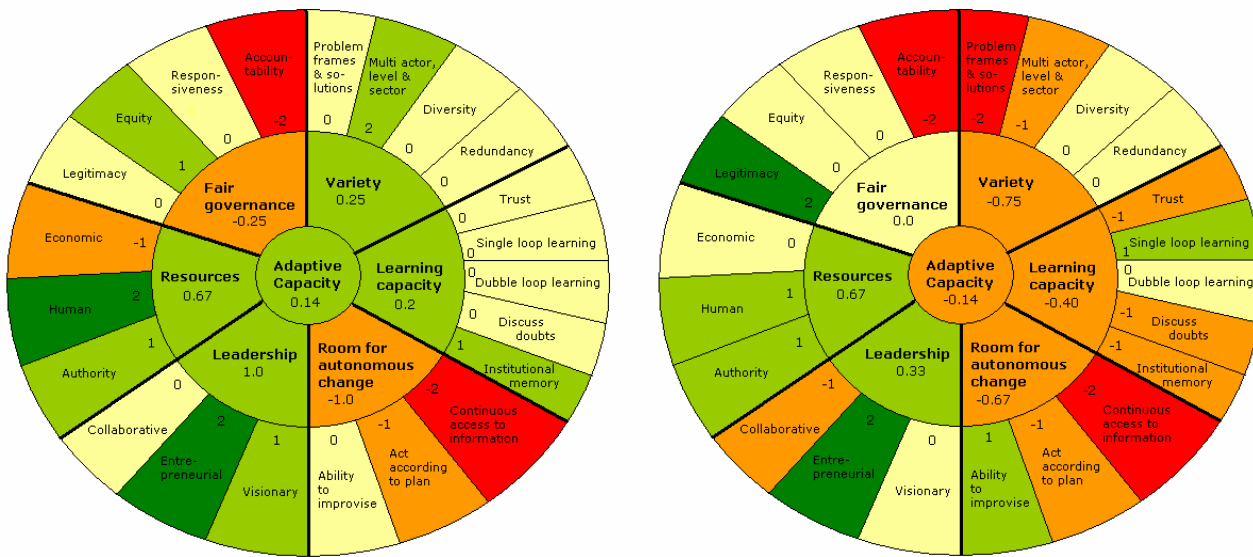 Problem
frames
& so-
lutions
0
Multi actor,
level &
sector
2
Diversity
0
Redundancy
0
Trust
0
Single loop learning
0
Dubble loop learning
0
Discuss
doubts
0
Institutional
memory
1
Continuous
access to
information
-2
Act
according
to plan
-1
Ability
to
improvise
0
Visionary
1
Entre-
preneurial
2
Collaborative
0
Authority
1
Human
2
Economic
-1
Legitimacy
0
Equity
1
Respon-
siveness
0
Accoun-
tability
-2
Variety
0.25
Learning
capacity
0.2
Room for
autonomous
change
-1.0
Leadership
1.0
Resources
0.67
Fair
governance
-0.25
Adaptive
Capacity
0.14
Problem
frames
& so-
lutions
-2
Multi actor,
level &
sector
-1
Diversity
0
Redundancy
0
Trust
-1
Single loop learning
1
Dubble loop learning
0
Discuss
doubts
-1
Institutional
memory
-1
Continuous
access to
information
-2
Act
according
to plan
-1
Ability
to
improvise
1
Visionary
0
Entre-
preneurial
2
Collaborative
-1
Authority
1
Human
1
Economic
0
Legitimacy
2
Equity
0
Respon-
siveness
0
Accoun-
tability
-2
Variety
-0.75
Learning
capacity
-0.40
Room for
autonomous
change
-0.67
Leadership
0.33
Resources
0.67
Fair
governance
0.0
Adaptive
Capacity
-0.14